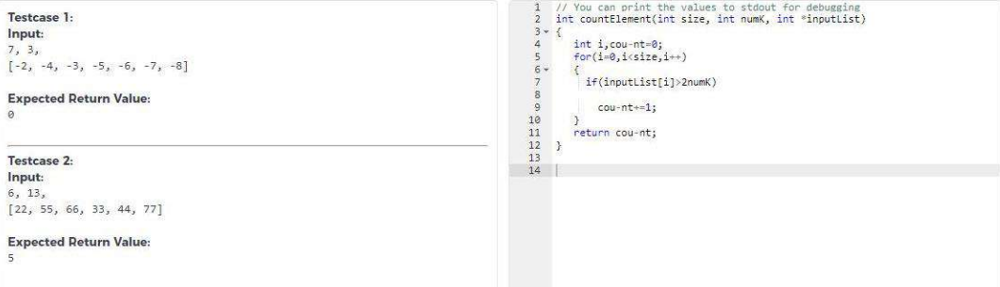 Testcase 1:
Input:
7, 3,
[-2, -4, -3, -5, -6, -7, -8]
Expected Return Value:
0
Testcase 2:
Input:
6, 13,
[22, 55, 66, 33, 44, 77]
Expected Return Value:
5
1 // You can print the values to stdout for debugging
2 int countElement(int size, int numK, int *inputList)
3 {
4 int i,cou-nt=0;
5 for(i=0,i<size,i++)
6 {
7 if(inputList[i]>2numK)
8
9 cou-nt+=1;
10 }
11 return cou-nt;
12 }
13
14